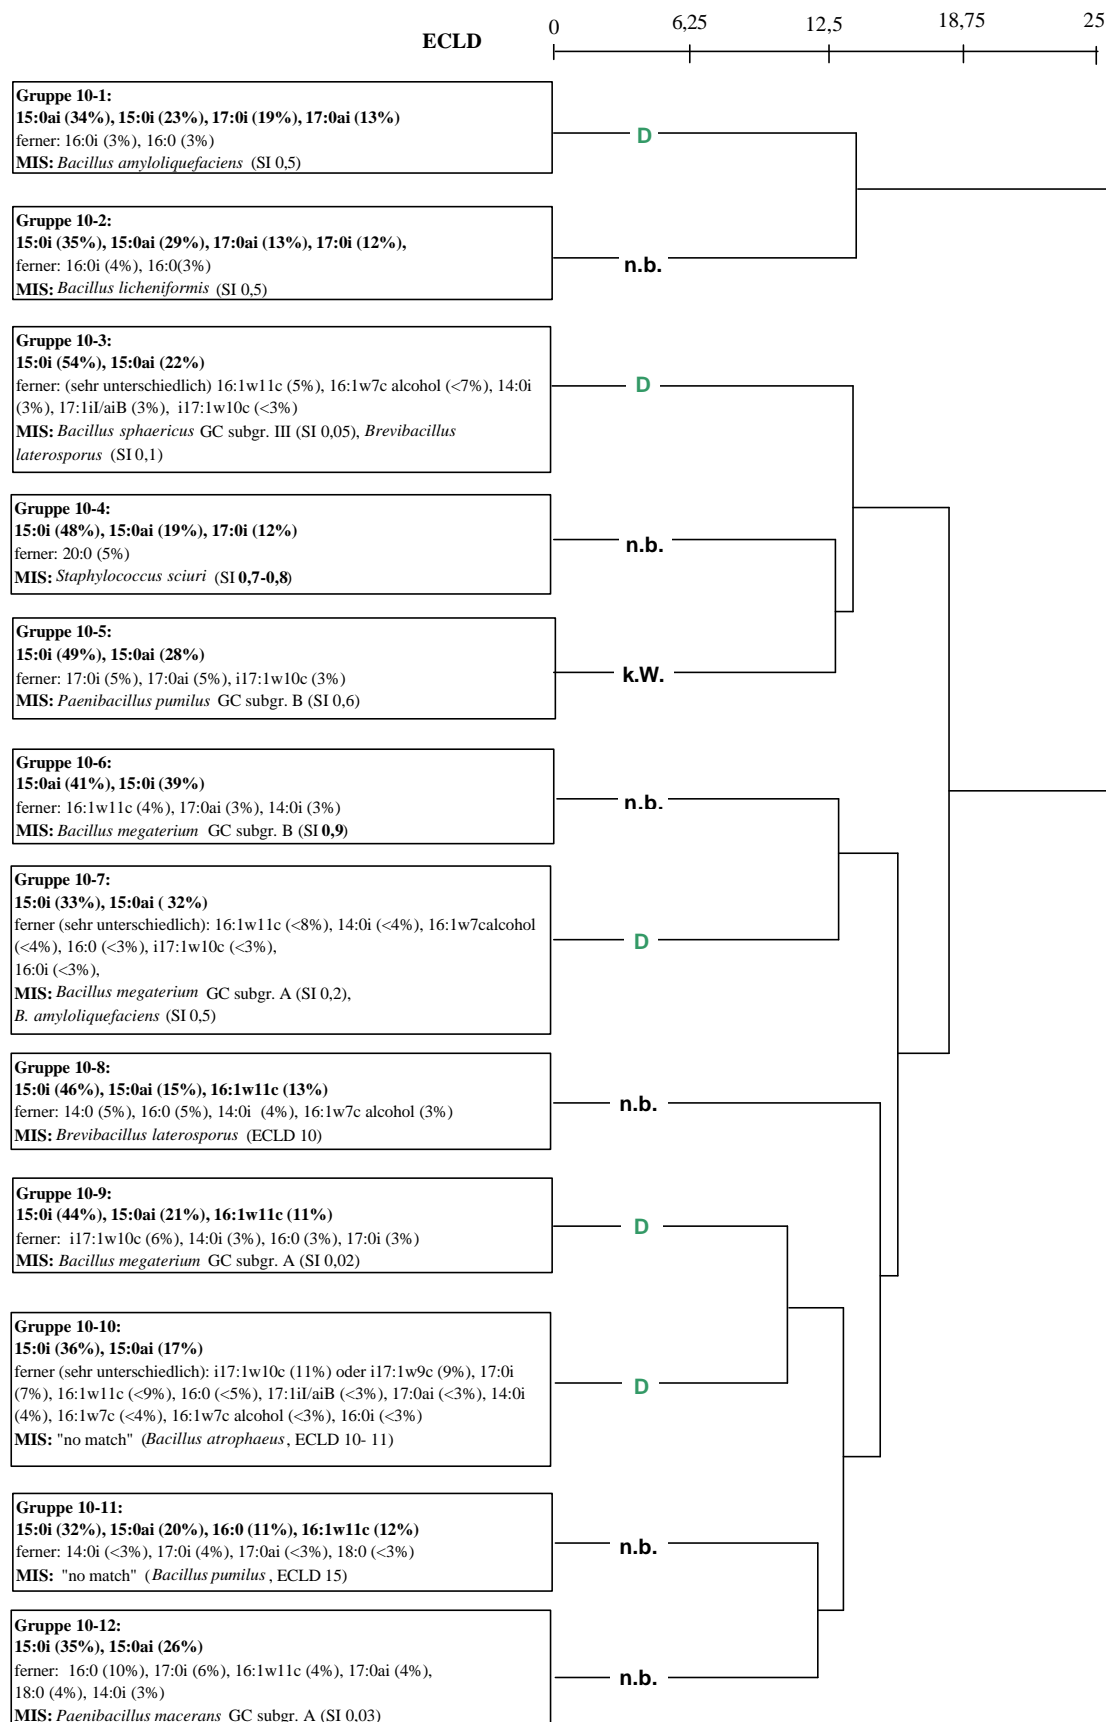 ECLD
0 6,25 12,5 18,75 25
Gruppe 10-1:
15:0ai (34%), 15:0i (23%), 17:0i (19%), 17:0ai (13%)
ferner: 16:0i (3%), 16:0 (3%)
MIS: Bacillus amyloliquefaciens (SI 0,5)
D
Gruppe 10-2:
15:0i (35%), 15:0ai (29%), 17:0ai (13%), 17:0i (12%),
ferner: 16:0i (4%), 16:0(3%)
MIS: Bacillus licheniformis (SI 0,5)
n.b.
Gruppe 10-3:
15:0i (54%), 15:0ai (22%)
ferner: (sehr unterschiedlich) 16:1w11c (5%), 16:1w7c alcohol (<7%), 14:0i
(3%), 17:1iI/aiB (3%), i17:1w10c (<3%)
MIS: Bacillus sphaericus GC subgr. III (SI 0,05), Brevibacillus
laterosporus (SI 0,1)
D
Gruppe 10-4:
15:0i (48%), 15:0ai (19%), 17:0i (12%)
ferner: 20:0 (5%)
MIS: Staphylococcus sciuri (SI 0,7-0,8)
n.b.
Gruppe 10-5:
15:0i (49%), 15:0ai (28%)
ferner: 17:0i (5%), 17:0ai (5%), i17:1w10c (3%)
MIS: Paenibacillus pumilus GC subgr. B (SI 0,6)
k.W.
Gruppe 10-6:
15:0ai (41%), 15:0i (39%)
ferner: 16:1w11c (4%), 17:0ai (3%), 14:0i (3%)
MIS: Bacillus megaterium GC subgr. B (SI 0,9)
n.b.
Gruppe 10-7:
15:0i (33%), 15:0ai ( 32%)
ferner (sehr unterschiedlich): 16:1w11c (<8%), 14:0i (<4%), 16:1w7calcohol
(<4%), 16:0 (<3%), i17:1w10c (<3%),
16:0i (<3%),
MIS: Bacillus megaterium GC subgr. A (SI 0,2),
B. amyloliquefaciens (SI 0,5)
D
Gruppe 10-8:
15:0i (46%), 15:0ai (15%), 16:1w11c (13%)
ferner: 14:0 (5%), 16:0 (5%), 14:0i (4%), 16:1w7c alcohol (3%)
MIS: Brevibacillus laterosporus (ECLD 10)
n.b.
Gruppe 10-9:
15:0i (44%), 15:0ai (21%), 16:1w11c (11%)
ferner: i17:1w10c (6%), 14:0i (3%), 16:0 (3%), 17:0i (3%)
MIS: Bacillus megaterium GC subgr. A (SI 0,02)
D
Gruppe 10-10:
15:0i (36%), 15:0ai (17%)
ferner (sehr unterschiedlich): i17:1w10c (11%) oder i17:1w9c (9%), 17:0i
(7%), 16:1w11c (<9%), 16:0 (<5%), 17:1iI/aiB (<3%), 17:0ai (<3%), 14:0i
(4%), 16:1w7c (<4%), 16:1w7c alcohol (<3%), 16:0i (<3%)
MIS: "no match" (Bacillus atrophaeus, ECLD 10- 11)
D
Gruppe 10-11:
15:0i (32%), 15:0ai (20%), 16:0 (11%), 16:1w11c (12%)
ferner: 14:0i (<3%), 17:0i (4%), 17:0ai (<3%), 18:0 (<3%)
MIS: "no match" (Bacillus pumilus, ECLD 15)
n.b.
Gruppe 10-12:
15:0i (35%), 15:0ai (26%)
ferner: 16:0 (10%), 17:0i (6%), 16:1w11c (4%), 17:0ai (4%),
18:0 (4%), 14:0i (3%)
MIS: Paenibacillus macerans GC subgr. A (SI 0,03)
n.b.